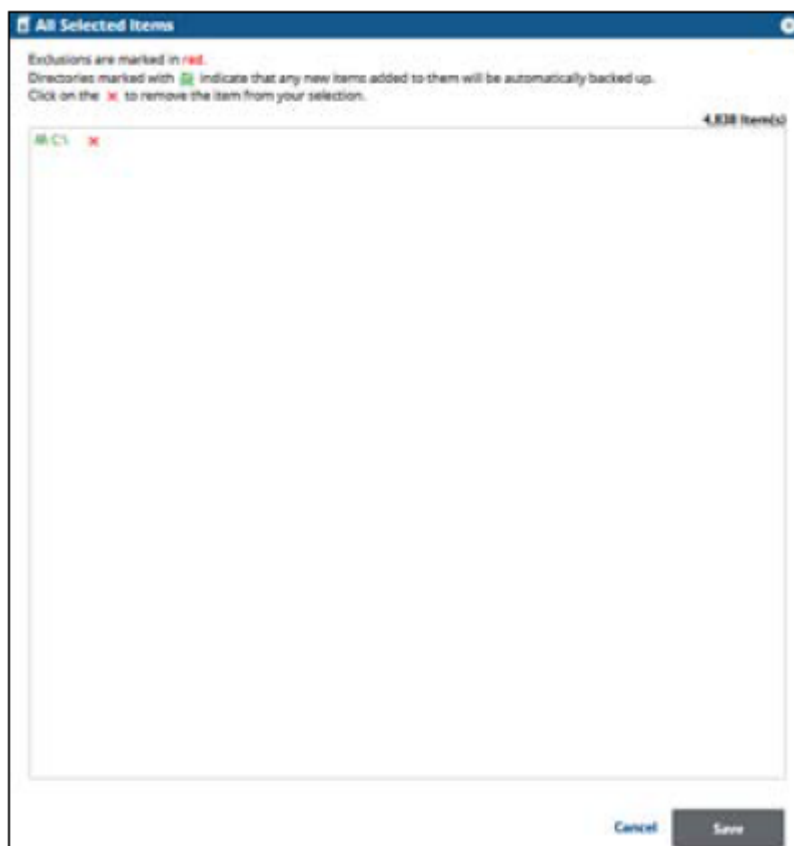 All Selected Items
Exclusions are marked in red.
Directories marked with indicate that any new items added to them will be automatically backed up.
Click on the to remove the item from your selection.
4,838 Item(s)
C:\
Cancel Save